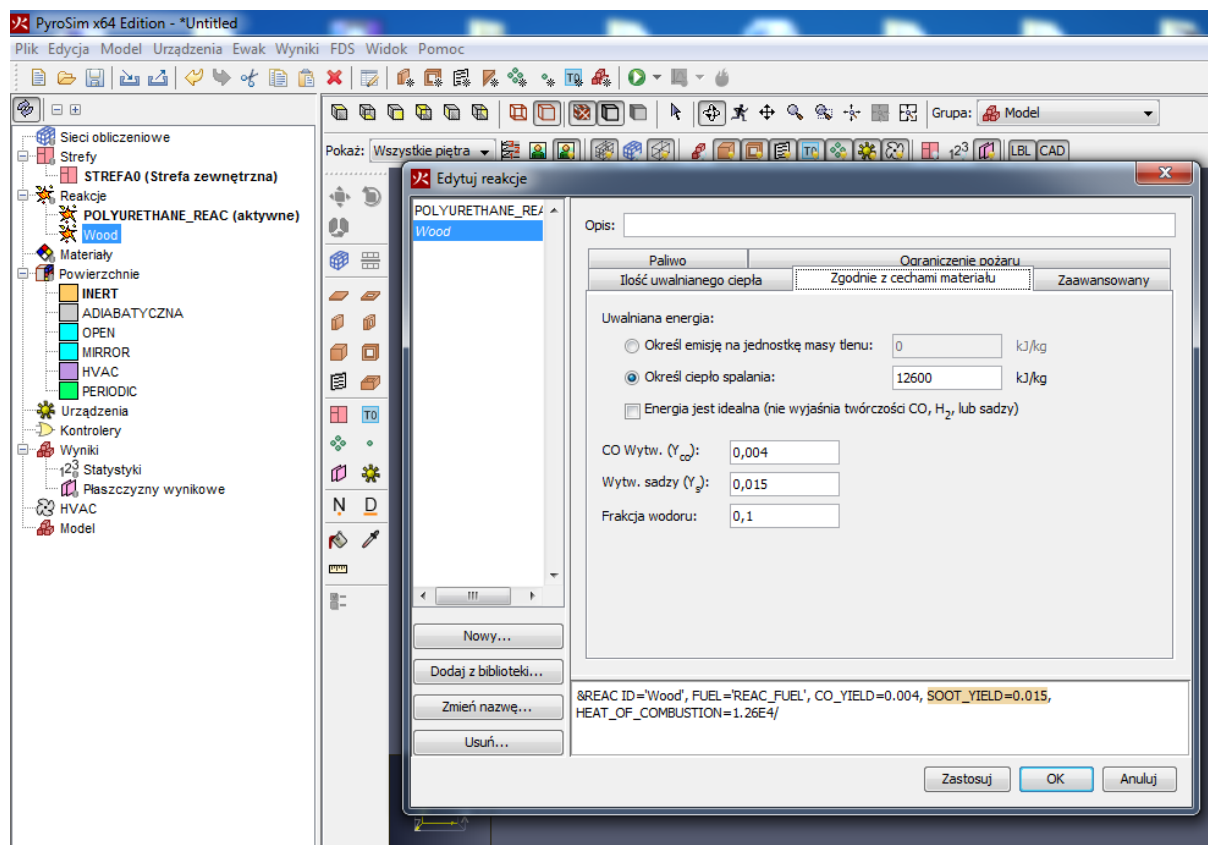 PyroSim x64 Edition - *Untitled
Plik Edycja Model Urządzenia Ewak Wyniki FDS Widok Pomoc
Grupa: Model
Pokaż: Wszystkie piętra
LBL CAD
Sieci obliczeniowe
Strefy
STREFA0 (Strefa zewnętrzna)
Reakcje
POLYURETHANE_REAC (aktywne)
Wood
Materiały
Powierzchnie
INERT
ADIABATYCZNA
OPEN
MIRROR
HVAC
PERIODIC
Urządzenia
Kontrolery
Wyniki
Statystyki
Płaszczyzny wynikowe
HVAC
Model
N D
Edytuj reakcje
POLYURETHANE_REA
Wood
Nowy...
Dodaj z biblioteki...
Zmień nazwę...
Usuń...
Opis:
Paliwo Ograniczenie pożaru
Ilość uwalnianego ciepła Zgodnie z cechami materiału Zaawansowany
Uwalniana energia:
Określ emisję na jednostkę masy tlenu: 0 kJ/kg
Określ ciepło spalania: 12600 kJ/kg
Energia jest idealna (nie wyjaśnia twórczości CO, H2, lub sadzy)
CO Wytw. (Yco): 0,004
Wytw. sadzy (Ys): 0,015
Frakcja wodoru: 0,1
&REAC ID='Wood', FUEL='REAC_FUEL', CO_YIELD=0.004, SOOT_YIELD=0.015,
HEAT_OF_COMBUSTION=1.26E4/
Zastosuj OK Anuluj